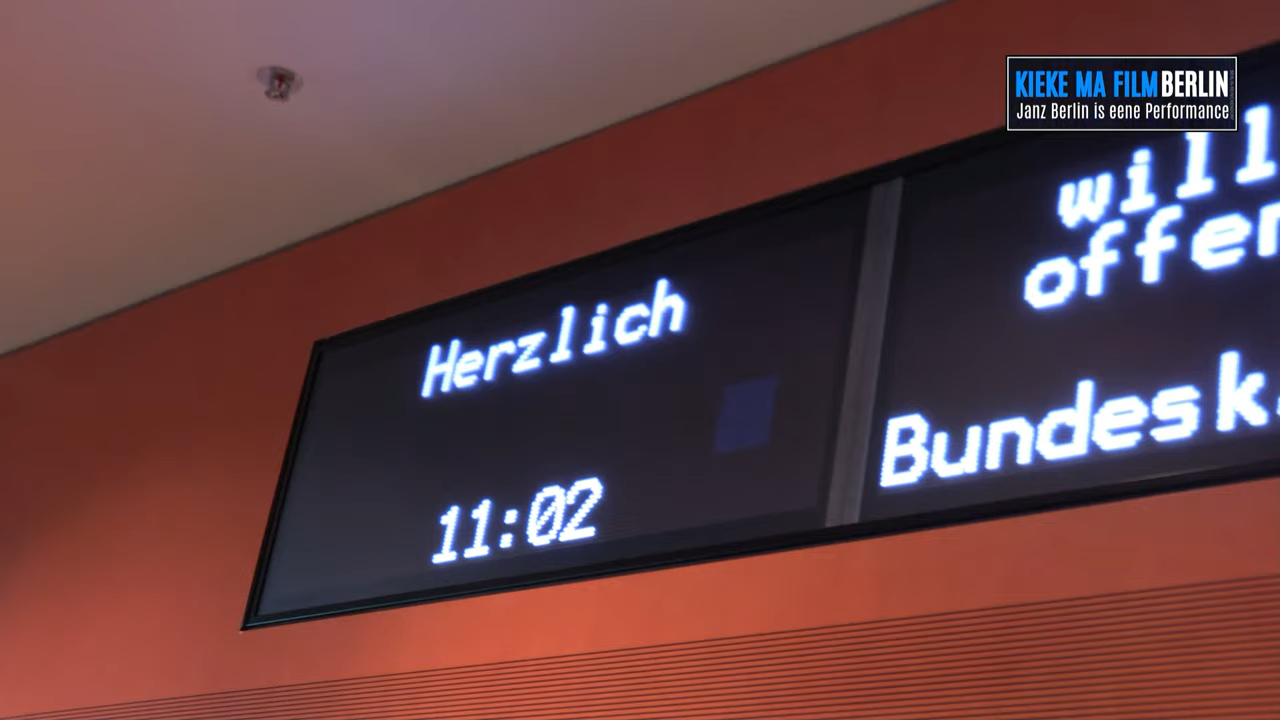 KIEKE MA FILM BERLIN
Janz Berlin is eene Performance
Herzlich
11:02
will
offen
Bundesk